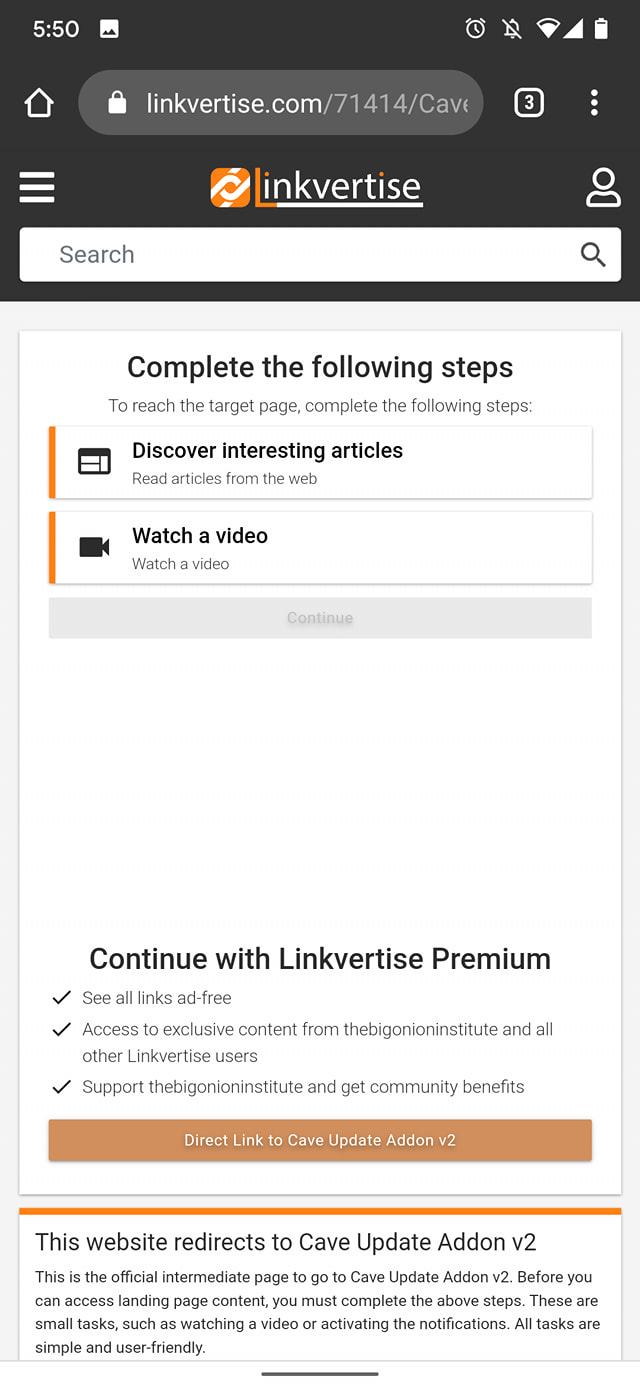 5:50
linkvertise.com/71414/Cave
3
Linkvertise
Search
Complete the following steps
To reach the target page, complete the following steps:
Discover interesting articles
Read articles from the web
Watch a video
Watch a video
Continue
Continue with Linkvertise Premium
See all links ad-free
Access to exclusive content from thebigonioninstitute and all
other Linkvertise users
Support thebigonioninstitute and get community benefits
Direct Link to Cave Update Addon v2
This website redirects to Cave Update Addon v2
This is the official intermediate page to go to Cave Update Addon v2. Before you
can access landing page content, you must complete the above steps. These are
small tasks, such as watching a video or activating the notifications. All tasks are
simple and user-friendly.